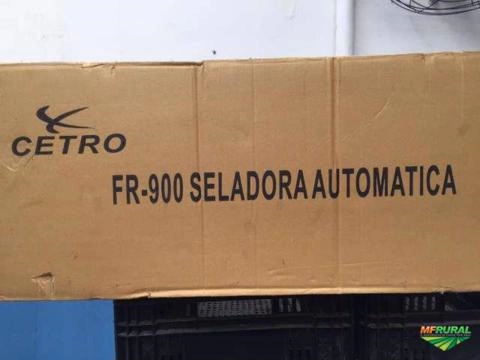 CETRO
FR-900 SELADORA AUTOMATICA
MFRURAL